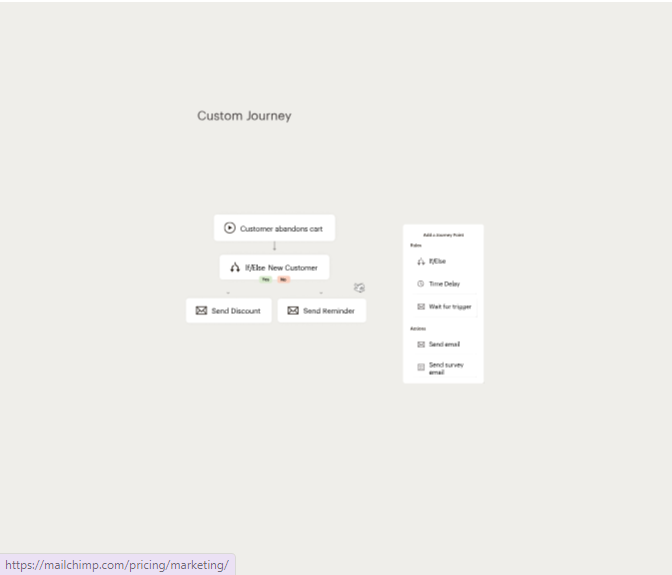 Custom Journey
Customer abandons cart
If/Else New Customer
Yes No
Send Discount Send Reminder
Add a Journey Point
Rules
If/Else
Time Delay
Wait for trigger
Actions
Send email
Send survey
email
https://mailchimp.com/pricing/marketing/